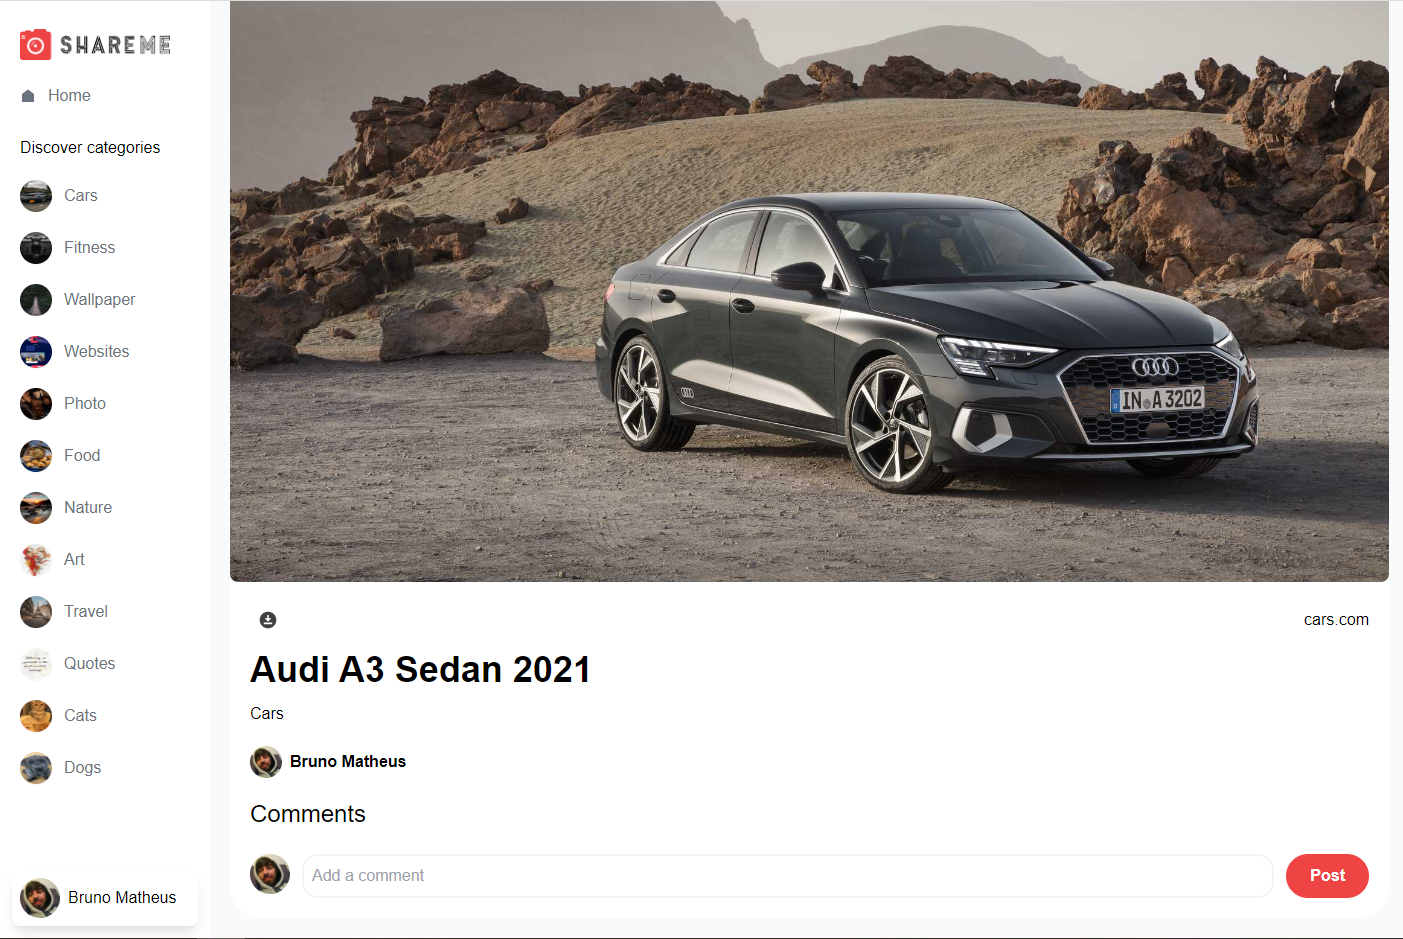 SHAREME
Home
Discover categories
Cars
Fitness
Wallpaper
Websites
Photo
Food
Nature
Art
Travel
Quotes
Cats
Dogs
Bruno Matheus
IN A 3202
cars.com
Audi A3 Sedan 2021
Cars
Bruno Matheus
Comments
Add a comment
Post